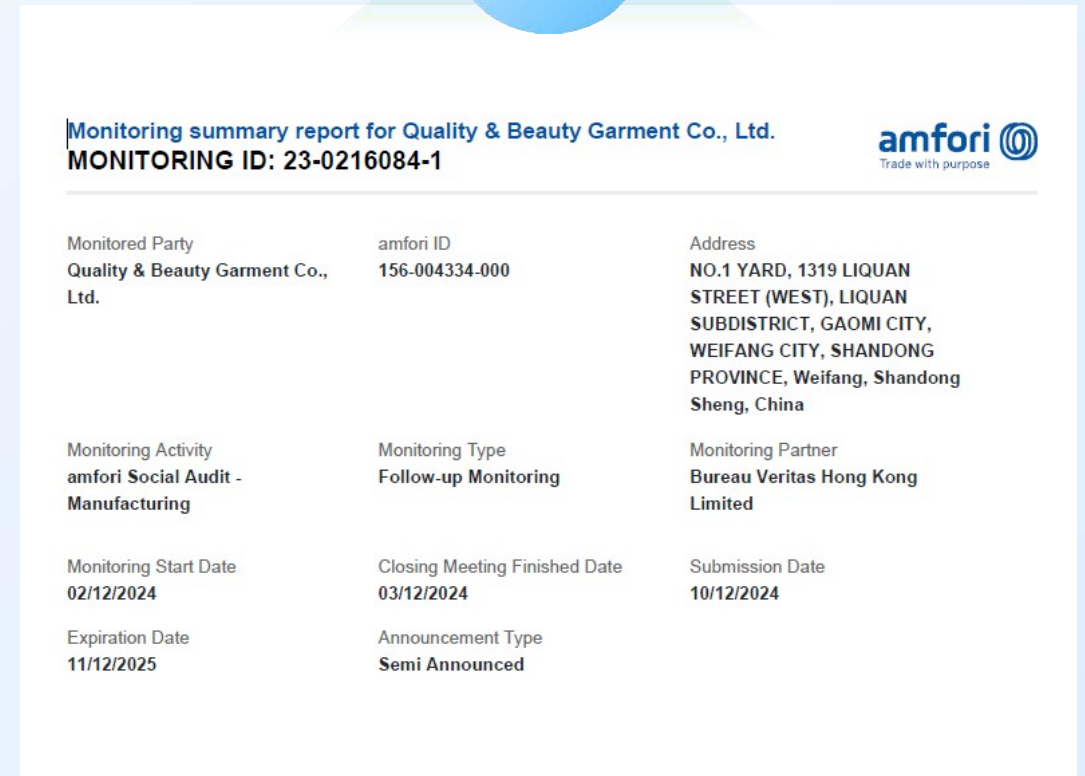 Monitoring summary report for Quality & Beauty Garment Co., Ltd.
MONITORING ID: 23-0216084-1
amfori
Trade with purpose
Monitored Party
Quality & Beauty Garment Co.,
Ltd.
amfori ID
156-004334-000
Address
NO.1 YARD, 1319 LIQUAN
STREET (WEST), LIQUAN
SUBDISTRICT, GAOMI CITY,
WEIFANG CITY, SHANDONG
PROVINCE, Weifang, Shandong
Sheng, China
Monitoring Activity
amfori Social Audit -
Manufacturing
Monitoring Type
Follow-up Monitoring
Monitoring Partner
Bureau Veritas Hong Kong
Limited
Monitoring Start Date
02/12/2024
Closing Meeting Finished Date
03/12/2024
Submission Date
10/12/2024
Expiration Date
11/12/2025
Announcement Type
Semi Announced